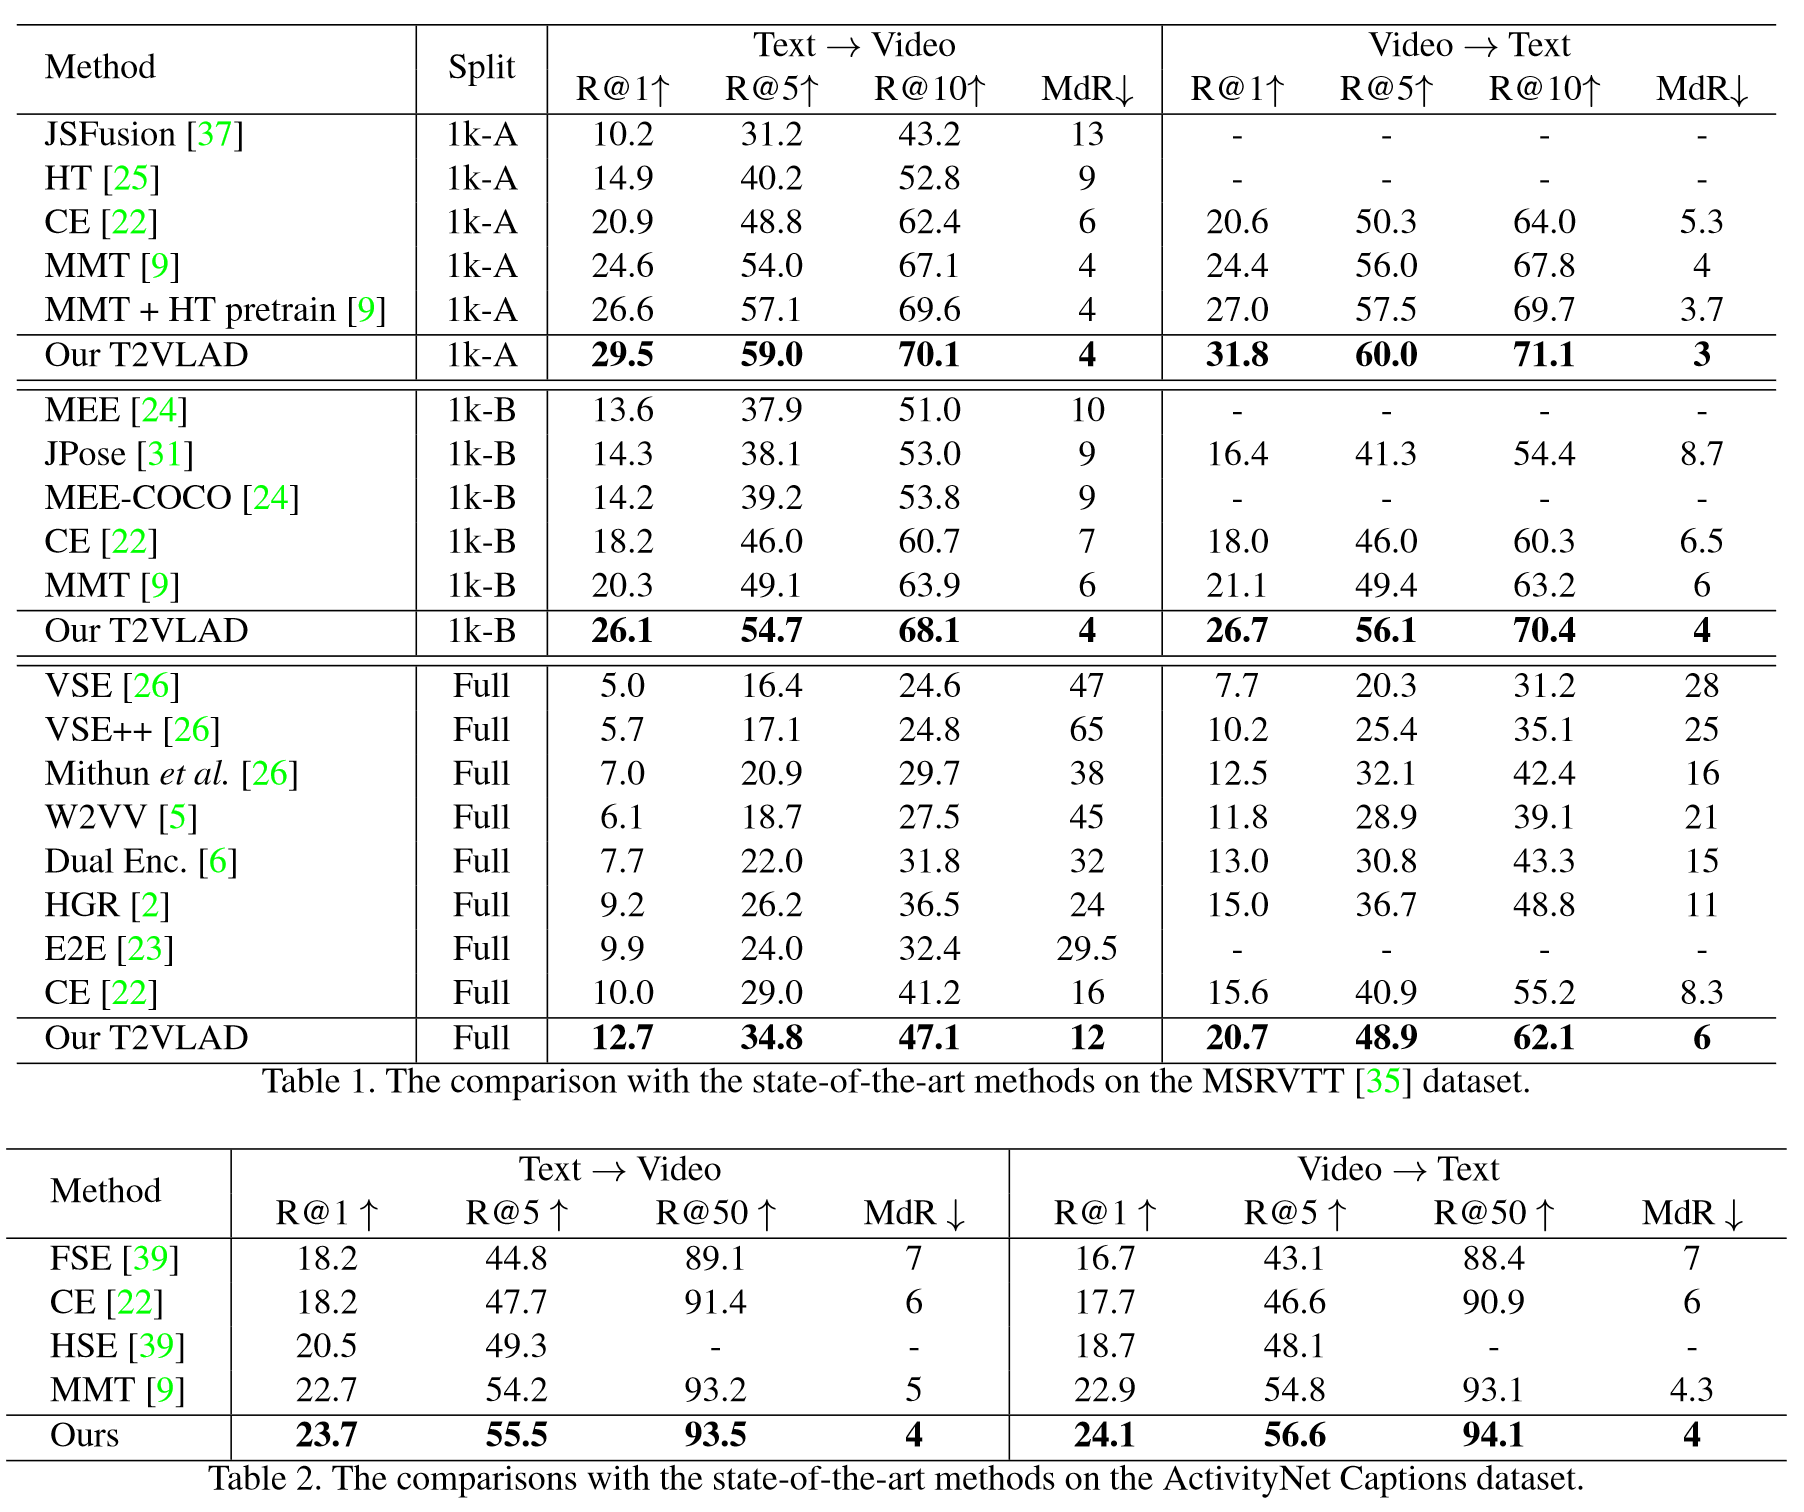 Method Split Text → Video Video → Text
R@1↑ R@5↑ R@10↑ MdR↓ R@1↑ R@5↑ R@10↑ MdR↓
JSFusion [37] 1k-A 10.2 31.2 43.2 13 - - - -
HT [25] 1k-A 14.9 40.2 52.8 9 - - - -
CE [22] 1k-A 20.9 48.8 62.4 6 20.6 50.3 64.0 5.3
MMT [9] 1k-A 24.6 54.0 67.1 4 24.4 56.0 67.8 4
MMT + HT pretrain [9] 1k-A 26.6 57.1 69.6 4 27.0 57.5 69.7 3.7
Our T2VLAD 1k-A 29.5 59.0 70.1 4 31.8 60.0 71.1 3
MEE [24] 1k-B 13.6 37.9 51.0 10 - - - -
JPose [31] 1k-B 14.3 38.1 53.0 9 16.4 41.3 54.4 8.7
MEE-COCO [24] 1k-B 14.2 39.2 53.8 9 - - - -
CE [22] 1k-B 18.2 46.0 60.7 7 18.0 46.0 60.3 6.5
MMT [9] 1k-B 20.3 49.1 63.9 6 21.1 49.4 63.2 6
Our T2VLAD 1k-B 26.1 54.7 68.1 4 26.7 56.1 70.4 4
VSE [26] Full 5.0 16.4 24.6 47 7.7 20.3 31.2 28
VSE++ [26] Full 5.7 17.1 24.8 65 10.2 25.4 35.1 25
Mithun et al. [26] Full 7.0 20.9 29.7 38 12.5 32.1 42.4 16
W2VV [5] Full 6.1 18.7 27.5 45 11.8 28.9 39.1 21
Dual Enc. [6] Full 7.7 22.0 31.8 32 13.0 30.8 43.3 15
HGR [2] Full 9.2 26.2 36.5 24 15.0 36.7 48.8 11
E2E [23] Full 9.9 24.0 32.4 29.5 - - - -
CE [22] Full 10.0 29.0 41.2 16 15.6 40.9 55.2 8.3
Our T2VLAD Full 12.7 34.8 47.1 12 20.7 48.9 62.1 6
Table 1. The comparison with the state-of-the-art methods on the MSRVTT [35] dataset.
Method Text → Video Video → Text
R@1 ↑ R@5 ↑ R@50 ↑ MdR ↓ R@1 ↑ R@5 ↑ R@50 ↑ MdR ↓
FSE [39] 18.2 44.8 89.1 7 16.7 43.1 88.4 7
CE [22] 18.2 47.7 91.4 6 17.7 46.6 90.9 6
HSE [39] 20.5 49.3 - - 18.7 48.1 - -
MMT [9] 22.7 54.2 93.2 5 22.9 54.8 93.1 4.3
Ours 23.7 55.5 93.5 4 24.1 56.6 94.1 4
Table 2. The comparisons with the state-of-the-art methods on the ActivityNet Captions dataset.